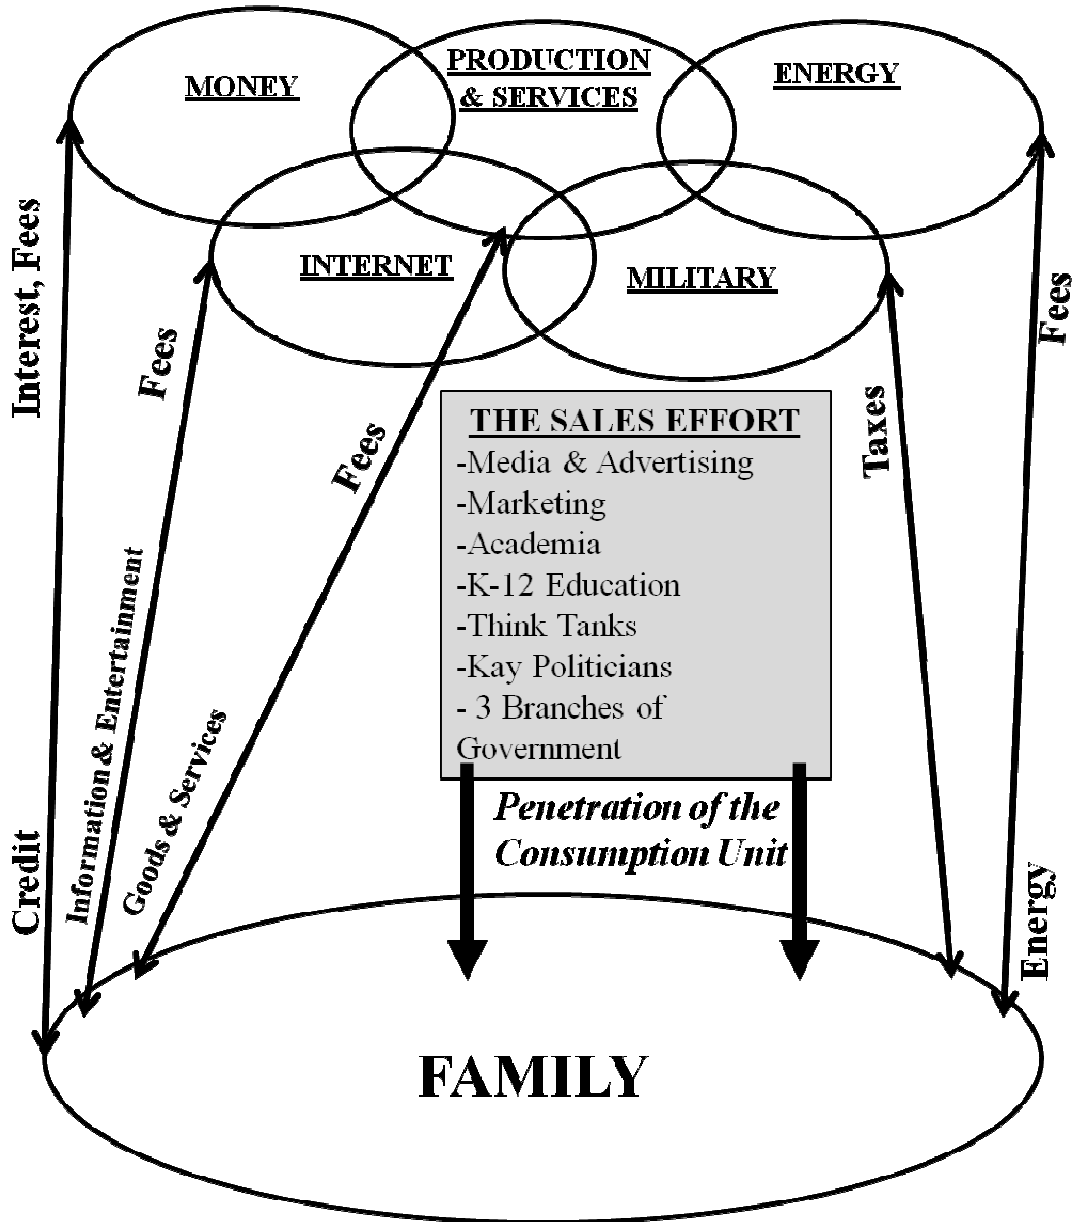 MONEY
PRODUCTION
& SERVICES
ENERGY
INTERNET
MILITARY
Interest, Fees
Fees
Fees
Taxes
Fees
THE SALES EFFORT
-Media & Advertising
-Marketing
-Academia
-K-12 Education
-Think Tanks
-Kay Politicians
- 3 Branches of
Government
Penetration of the
Consumption Unit
Credit
Information & Entertainment
Goods & Services
Energy
FAMILY